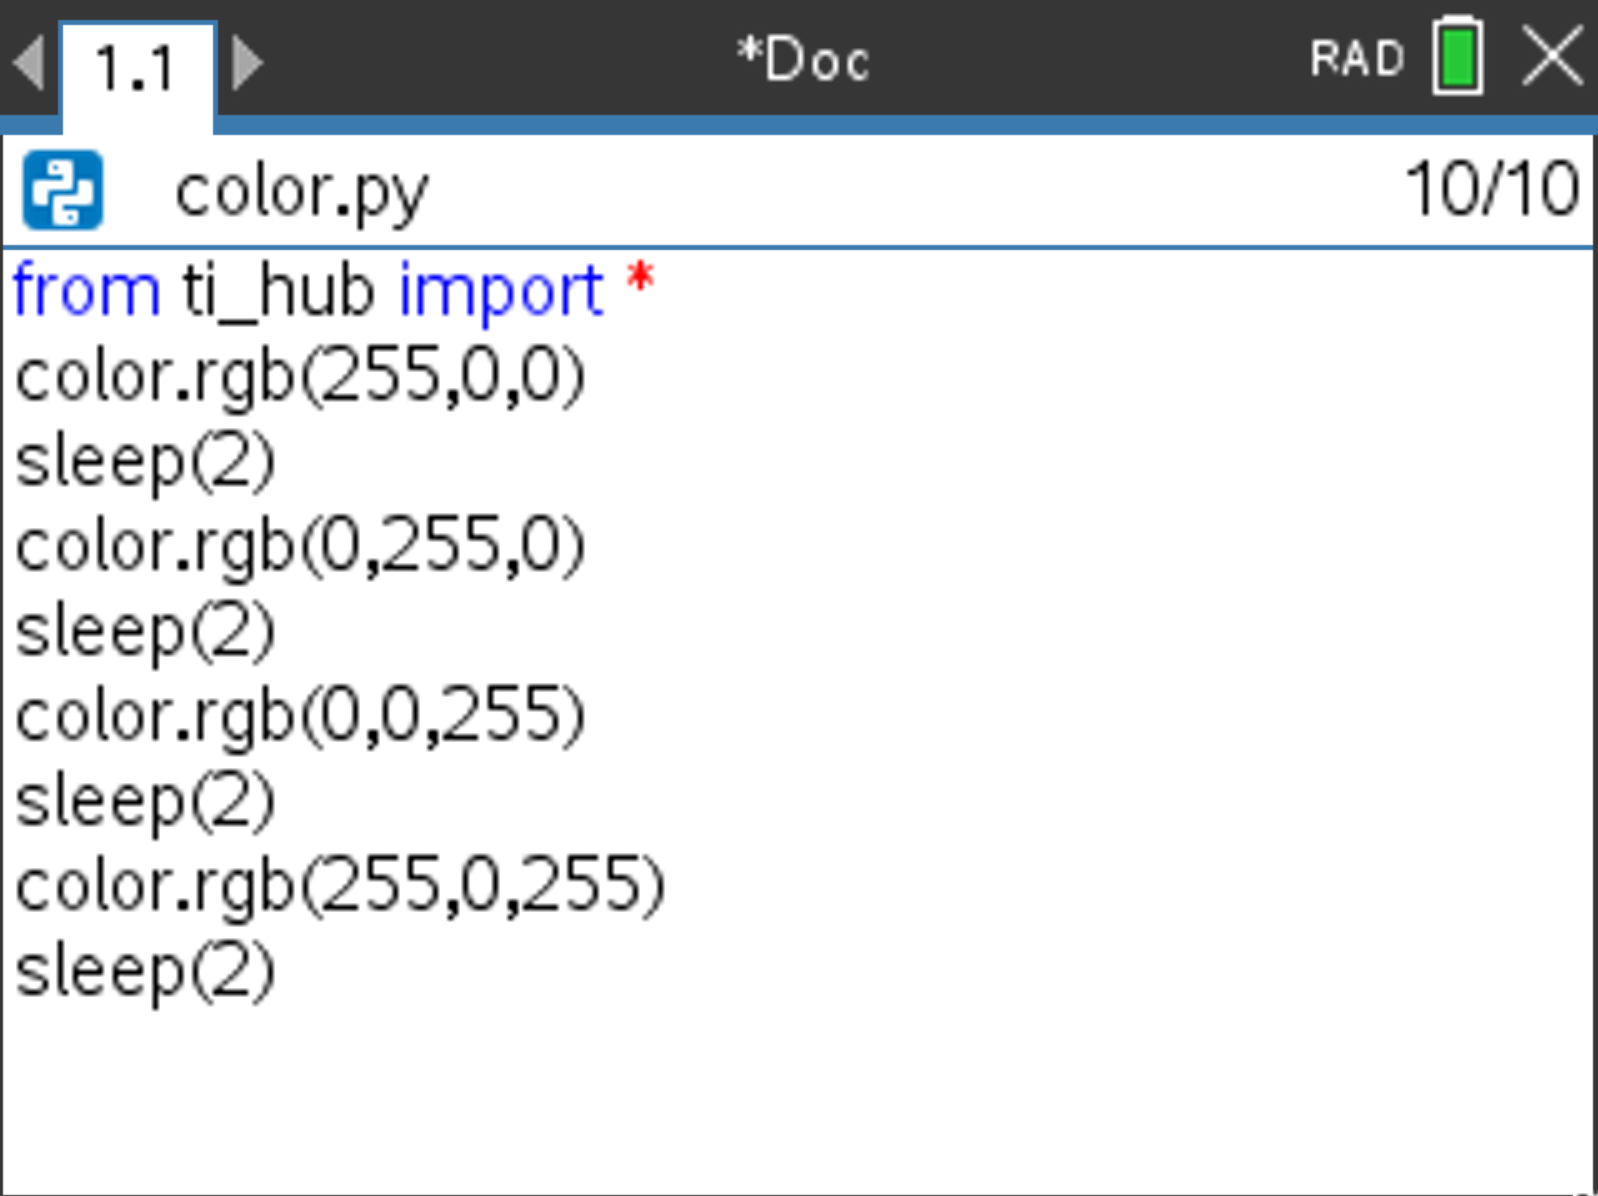 1.1
*Doc
RAD
color.py
10/10
from ti_hub import *
color.rgb(255,0,0)
sleep(2)
color.rgb(0,255,0)
sleep(2)
color.rgb(0,0,255)
sleep(2)
color.rgb(255,0,255)
sleep(2)